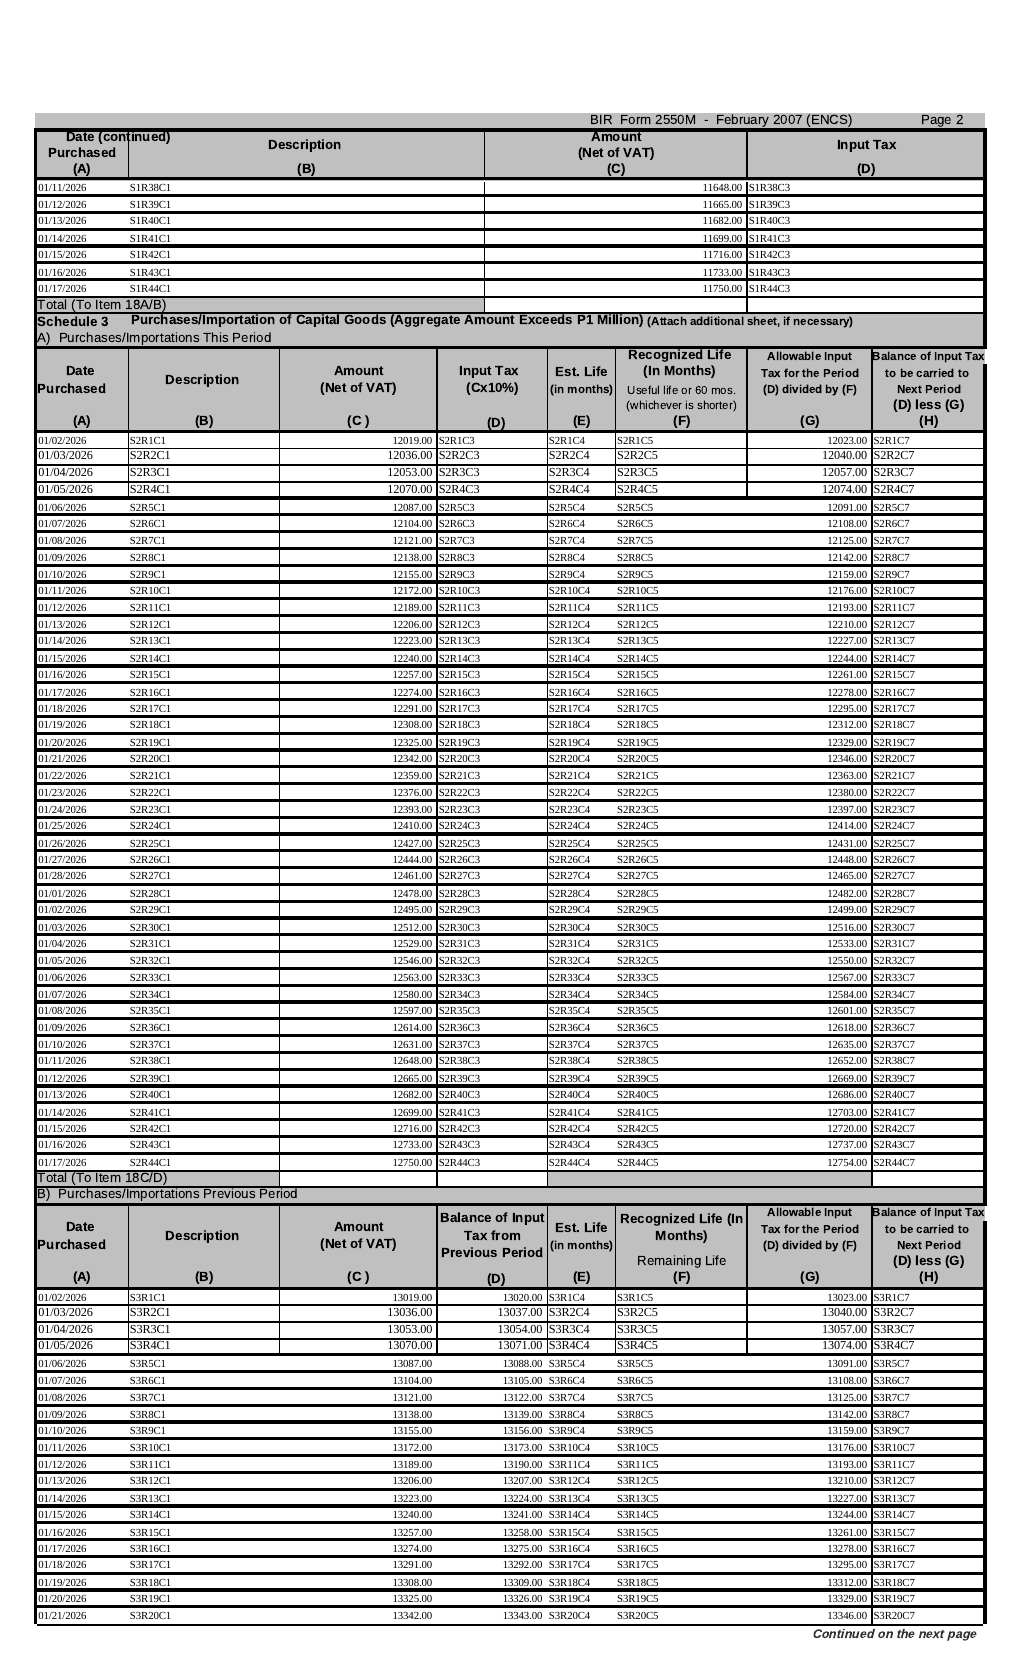 BIR Form 2550M - February 2007 (ENCS) Page 2
Date (continued) Purchased (A) Description (B) Amount (Net of VAT) (C) Input Tax (D)
01/11/2026 S1R38C1 11648.00 S1R38C3
01/12/2026 S1R39C1 11665.00 S1R39C3
01/13/2026 S1R40C1 11682.00 S1R40C3
01/14/2026 S1R41C1 11699.00 S1R41C3
01/15/2026 S1R42C1 11716.00 S1R42C3
01/16/2026 S1R43C1 11733.00 S1R43C3
01/17/2026 S1R44C1 11750.00 S1R44C3
Total (To Item 18A/B)
Schedule 3 Purchases/Importation of Capital Goods (Aggregate Amount Exceeds P1 Million) (Attach additional sheet, if necessary)
A) Purchases/Importations This Period
Date Purchased (A) Description (B) Amount (Net of VAT) (C ) Input Tax (Cx10%) (D) Est. Life (in months) (E) Recognized Life (In Months) Useful life or 60 mos. (whichever is shorter) (F) Allowable Input Tax for the Period (D) divided by (F) (G) Balance of Input Tax to be carried to Next Period (D) less (G) (H)
01/02/2026 S2R1C1 12019.00 S2R1C3 S2R1C4 S2R1C5 12023.00 S2R1C7
01/03/2026 S2R2C1 12036.00 S2R2C3 S2R2C4 S2R2C5 12040.00 S2R2C7
01/04/2026 S2R3C1 12053.00 S2R3C3 S2R3C4 S2R3C5 12057.00 S2R3C7
01/05/2026 S2R4C1 12070.00 S2R4C3 S2R4C4 S2R4C5 12074.00 S2R4C7
01/06/2026 S2R5C1 12087.00 S2R5C3 S2R5C4 S2R5C5 12091.00 S2R5C7
01/07/2026 S2R6C1 12104.00 S2R6C3 S2R6C4 S2R6C5 12108.00 S2R6C7
01/08/2026 S2R7C1 12121.00 S2R7C3 S2R7C4 S2R7C5 12125.00 S2R7C7
01/09/2026 S2R8C1 12138.00 S2R8C3 S2R8C4 S2R8C5 12142.00 S2R8C7
01/10/2026 S2R9C1 12155.00 S2R9C3 S2R9C4 S2R9C5 12159.00 S2R9C7
01/11/2026 S2R10C1 12172.00 S2R10C3 S2R10C4 S2R10C5 12176.00 S2R10C7
01/12/2026 S2R11C1 12189.00 S2R11C3 S2R11C4 S2R11C5 12193.00 S2R11C7
01/13/2026 S2R12C1 12206.00 S2R12C3 S2R12C4 S2R12C5 12210.00 S2R12C7
01/14/2026 S2R13C1 12223.00 S2R13C3 S2R13C4 S2R13C5 12227.00 S2R13C7
01/15/2026 S2R14C1 12240.00 S2R14C3 S2R14C4 S2R14C5 12244.00 S2R14C7
01/16/2026 S2R15C1 12257.00 S2R15C3 S2R15C4 S2R15C5 12261.00 S2R15C7
01/17/2026 S2R16C1 12274.00 S2R16C3 S2R16C4 S2R16C5 12278.00 S2R16C7
01/18/2026 S2R17C1 12291.00 S2R17C3 S2R17C4 S2R17C5 12295.00 S2R17C7
01/19/2026 S2R18C1 12308.00 S2R18C3 S2R18C4 S2R18C5 12312.00 S2R18C7
01/20/2026 S2R19C1 12325.00 S2R19C3 S2R19C4 S2R19C5 12329.00 S2R19C7
01/21/2026 S2R20C1 12342.00 S2R20C3 S2R20C4 S2R20C5 12346.00 S2R20C7
01/22/2026 S2R21C1 12359.00 S2R21C3 S2R21C4 S2R21C5 12363.00 S2R21C7
01/23/2026 S2R22C1 12376.00 S2R22C3 S2R22C4 S2R22C5 12380.00 S2R22C7
01/24/2026 S2R23C1 12393.00 S2R23C3 S2R23C4 S2R23C5 12397.00 S2R23C7
01/25/2026 S2R24C1 12410.00 S2R24C3 S2R24C4 S2R24C5 12414.00 S2R24C7
01/26/2026 S2R25C1 12427.00 S2R25C3 S2R25C4 S2R25C5 12431.00 S2R25C7
01/27/2026 S2R26C1 12444.00 S2R26C3 S2R26C4 S2R26C5 12448.00 S2R26C7
01/28/2026 S2R27C1 12461.00 S2R27C3 S2R27C4 S2R27C5 12465.00 S2R27C7
01/01/2026 S2R28C1 12478.00 S2R28C3 S2R28C4 S2R28C5 12482.00 S2R28C7
01/02/2026 S2R29C1 12495.00 S2R29C3 S2R29C4 S2R29C5 12499.00 S2R29C7
01/03/2026 S2R30C1 12512.00 S2R30C3 S2R30C4 S2R30C5 12516.00 S2R30C7
01/04/2026 S2R31C1 12529.00 S2R31C3 S2R31C4 S2R31C5 12533.00 S2R31C7
01/05/2026 S2R32C1 12546.00 S2R32C3 S2R32C4 S2R32C5 12550.00 S2R32C7
01/06/2026 S2R33C1 12563.00 S2R33C3 S2R33C4 S2R33C5 12567.00 S2R33C7
01/07/2026 S2R34C1 12580.00 S2R34C3 S2R34C4 S2R34C5 12584.00 S2R34C7
01/08/2026 S2R35C1 12597.00 S2R35C3 S2R35C4 S2R35C5 12601.00 S2R35C7
01/09/2026 S2R36C1 12614.00 S2R36C3 S2R36C4 S2R36C5 12618.00 S2R36C7
01/10/2026 S2R37C1 12631.00 S2R37C3 S2R37C4 S2R37C5 12635.00 S2R37C7
01/11/2026 S2R38C1 12648.00 S2R38C3 S2R38C4 S2R38C5 12652.00 S2R38C7
01/12/2026 S2R39C1 12665.00 S2R39C3 S2R39C4 S2R39C5 12669.00 S2R39C7
01/13/2026 S2R40C1 12682.00 S2R40C3 S2R40C4 S2R40C5 12686.00 S2R40C7
01/14/2026 S2R41C1 12699.00 S2R41C3 S2R41C4 S2R41C5 12703.00 S2R41C7
01/15/2026 S2R42C1 12716.00 S2R42C3 S2R42C4 S2R42C5 12720.00 S2R42C7
01/16/2026 S2R43C1 12733.00 S2R43C3 S2R43C4 S2R43C5 12737.00 S2R43C7
01/17/2026 S2R44C1 12750.00 S2R44C3 S2R44C4 S2R44C5 12754.00 S2R44C7
Total (To Item 18C/D)
B) Purchases/Importations Previous Period
Date Purchased (A) Description (B) Amount (Net of VAT) (C ) Balance of Input Tax from Previous Period (D) Est. Life (in months) (E) Recognized Life (In Months) Remaining Life (F) Allowable Input Tax for the Period (D) divided by (F) (G) Balance of Input Tax to be carried to Next Period (D) less (G) (H)
01/02/2026 S3R1C1 13019.00 13020.00 S3R1C4 S3R1C5 13023.00 S3R1C7
01/03/2026 S3R2C1 13036.00 13037.00 S3R2C4 S3R2C5 13040.00 S3R2C7
01/04/2026 S3R3C1 13053.00 13054.00 S3R3C4 S3R3C5 13057.00 S3R3C7
01/05/2026 S3R4C1 13070.00 13071.00 S3R4C4 S3R4C5 13074.00 S3R4C7
01/06/2026 S3R5C1 13087.00 13088.00 S3R5C4 S3R5C5 13091.00 S3R5C7
01/07/2026 S3R6C1 13104.00 13105.00 S3R6C4 S3R6C5 13108.00 S3R6C7
01/08/2026 S3R7C1 13121.00 13122.00 S3R7C4 S3R7C5 13125.00 S3R7C7
01/09/2026 S3R8C1 13138.00 13139.00 S3R8C4 S3R8C5 13142.00 S3R8C7
01/10/2026 S3R9C1 13155.00 13156.00 S3R9C4 S3R9C5 13159.00 S3R9C7
01/11/2026 S3R10C1 13172.00 13173.00 S3R10C4 S3R10C5 13176.00 S3R10C7
01/12/2026 S3R11C1 13189.00 13190.00 S3R11C4 S3R11C5 13193.00 S3R11C7
01/13/2026 S3R12C1 13206.00 13207.00 S3R12C4 S3R12C5 13210.00 S3R12C7
01/14/2026 S3R13C1 13223.00 13224.00 S3R13C4 S3R13C5 13227.00 S3R13C7
01/15/2026 S3R14C1 13240.00 13241.00 S3R14C4 S3R14C5 13244.00 S3R14C7
01/16/2026 S3R15C1 13257.00 13258.00 S3R15C4 S3R15C5 13261.00 S3R15C7
01/17/2026 S3R16C1 13274.00 13275.00 S3R16C4 S3R16C5 13278.00 S3R16C7
01/18/2026 S3R17C1 13291.00 13292.00 S3R17C4 S3R17C5 13295.00 S3R17C7
01/19/2026 S3R18C1 13308.00 13309.00 S3R18C4 S3R18C5 13312.00 S3R18C7
01/20/2026 S3R19C1 13325.00 13326.00 S3R19C4 S3R19C5 13329.00 S3R19C7
01/21/2026 S3R20C1 13342.00 13343.00 S3R20C4 S3R20C5 13346.00 S3R20C7
Continued on the next page